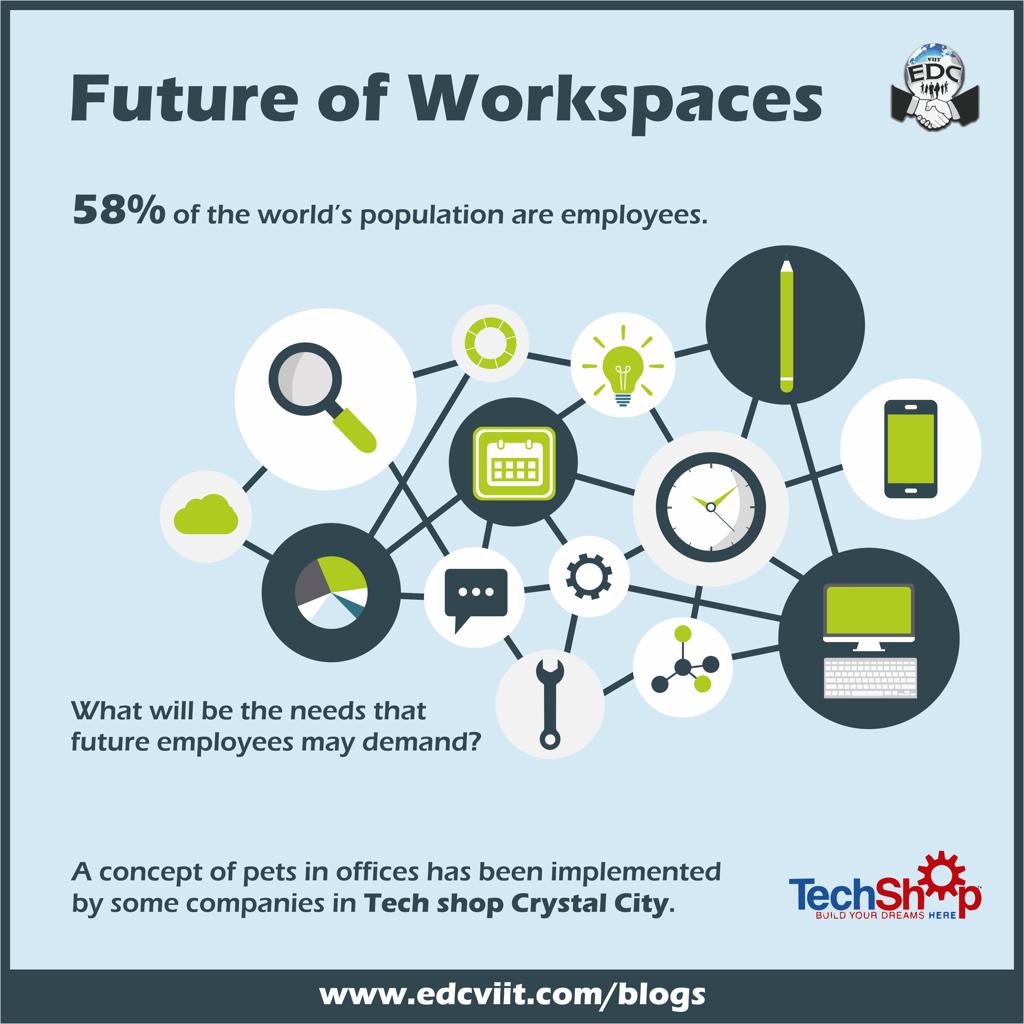 Future of Workspaces
VIIT
EDC
58% of the world's population are employees.
What will be the needs that
future employees may demand?
A concept of pets in offices has been implemented
by some companies in Tech shop Crystal City.
TechShop
BUILD YOUR DREAMS HERE
www.edcviit.com/blogs